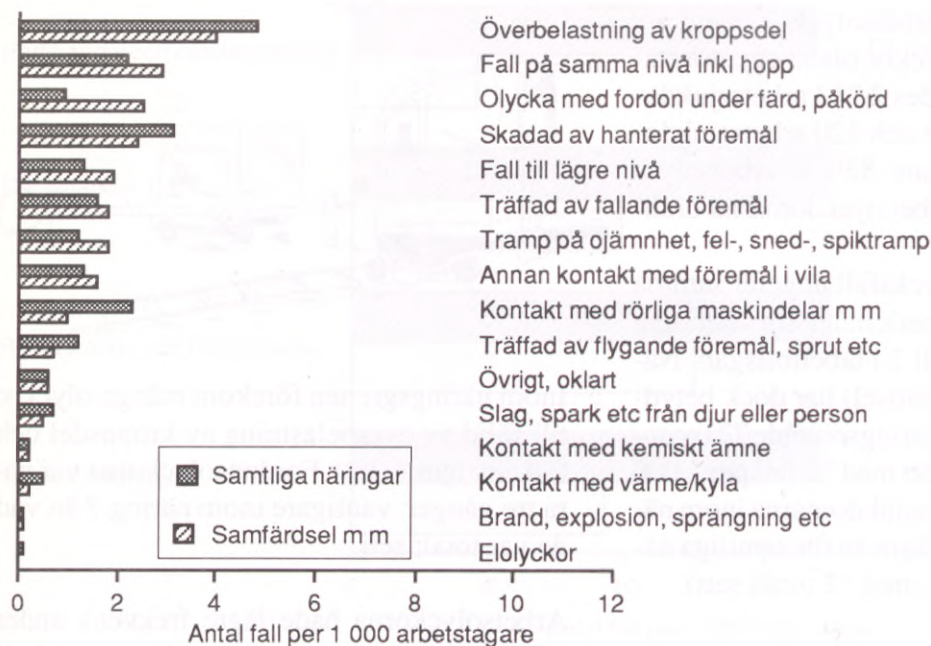 Överbelastning av kroppsdel
Fall på samma nivå inkl hopp
Olycka med fordon under färd, påkörd
Skadad av hanterat föremål
Fall till lägre nivå
Träffad av fallande föremål
Tramp på ojämnhet, fel-, sned-, spiktramp
Annan kontakt med föremål i vila
Kontakt med rörliga maskindelar m m
Träffad av flygande föremål, sprut etc
Övrigt, oklart
Slag, spark etc från djur eller person
Kontakt med kemiskt ämne
Kontakt med värme/kyla
Brand, explosion, sprängning etc
Elolyckor
Samtliga näringar
Samfärdsel m m
0 2 4 6 8 10 12
Antal fall per 1 000 arbetstagare